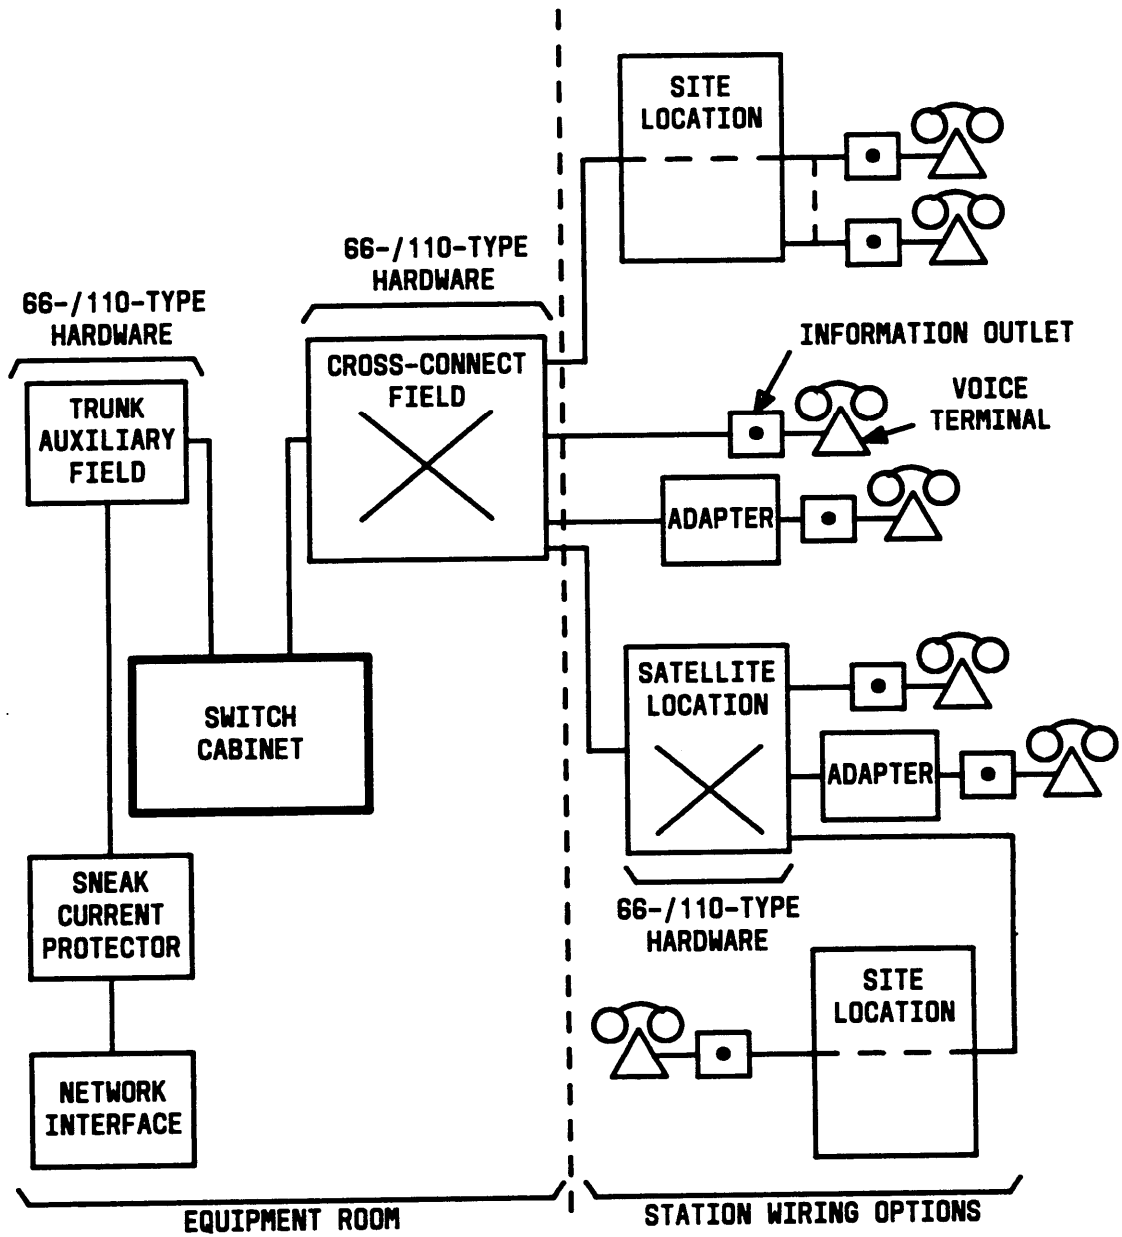 SITE
LOCATION
66-/110-TYPE
HARDWARE
66-/110-TYPE
HARDWARE
INFORMATION OUTLET
CROSS-CONNECT
FIELD
VOICE
TERMINAL
TRUNK
AUXILIARY
FIELD
ADAPTER
SATELLITE
LOCATION
SWITCH
CABINET
ADAPTER
SNEAK
CURRENT
PROTECTOR
66-/110-TYPE
HARDWARE
SITE
LOCATION
NETWORK
INTERFACE
EQUIPMENT ROOM
STATION WIRING OPTIONS